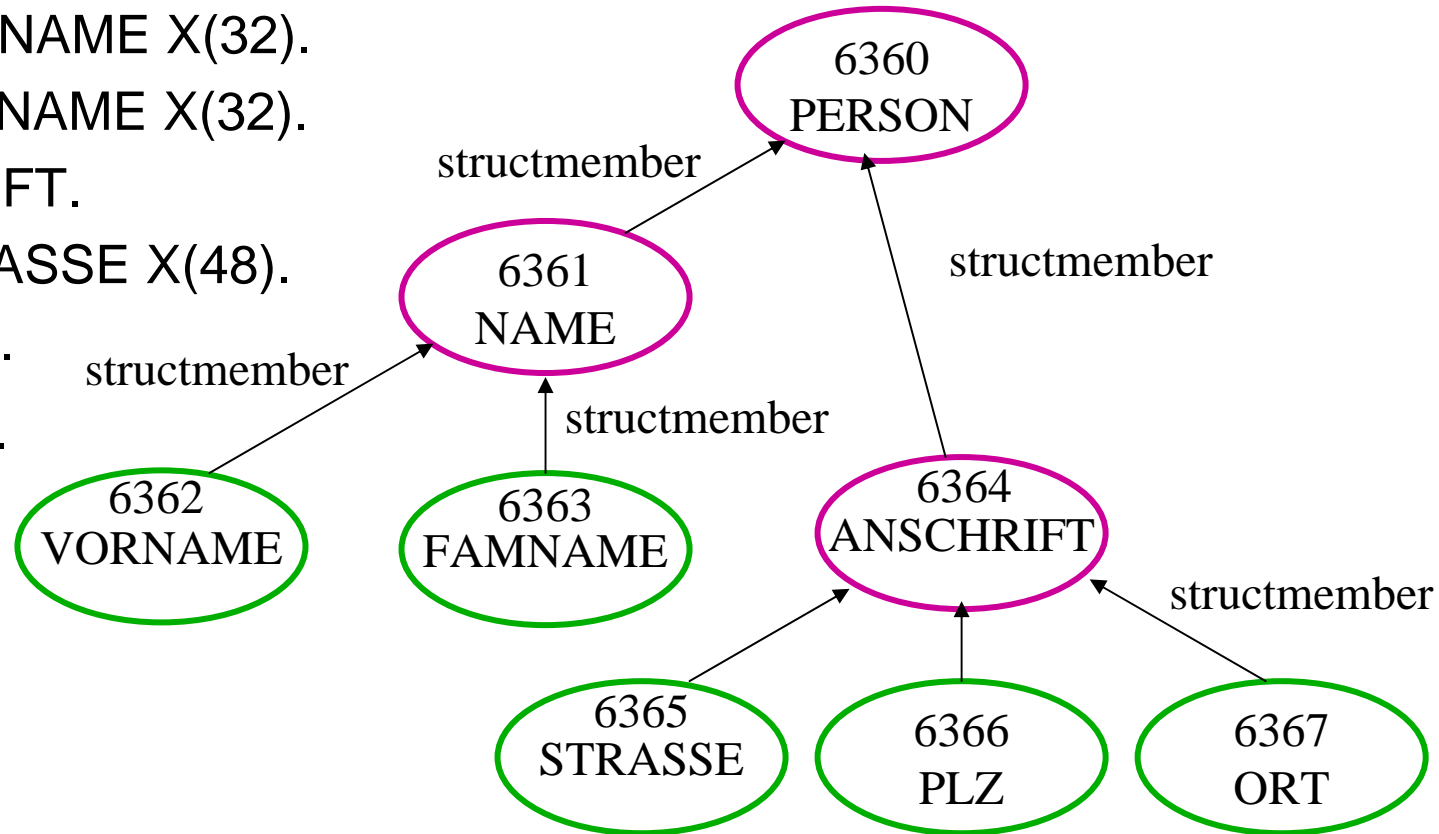 NAME X(32).
NAME X(32).
IFT.
ASSE X(48).
.
.
6360
PERSON
structmember
structmember
6361
NAME
structmember
structmember
6362
VORNAME
6363
FAMNAME
6364
ANSCHRIFT
structmember
6365
STRASSE
6366
PLZ
6367
ORT